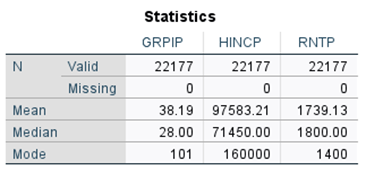 Statistics
GRPIP HINCP RNTP
N Valid 22177 22177 22177
Missing 0 0 0
Mean 38.19 97583.21 1739.13
Median 28.00 71450.00 1800.00
Mode 101 160000 1400